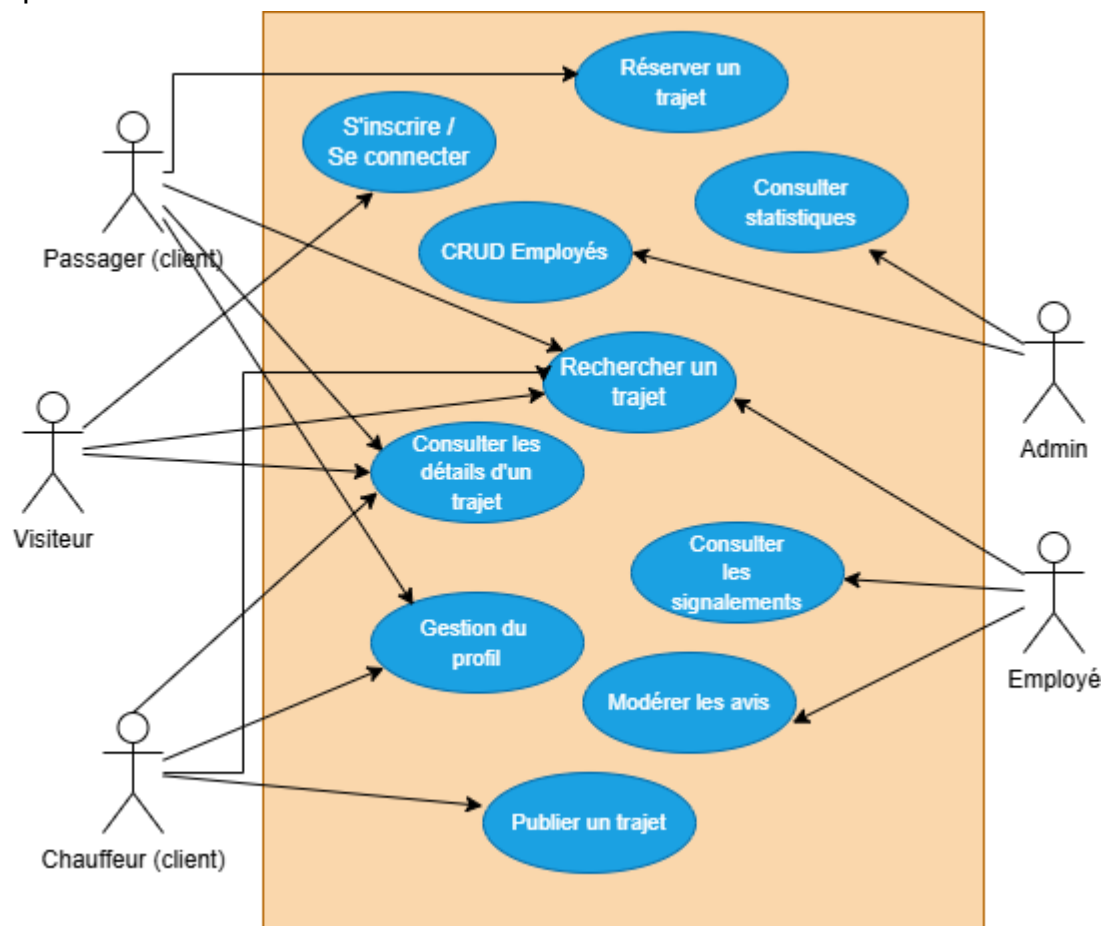 Réserver un
trajet
S'inscrire /
Se connecter
Consulter
statistiques
Passager (client)
CRUD Employés
Rechercher un
trajet
Admin
Consulter les
détails d'un
trajet
Visiteur
Consulter
les
signalements
Gestion du
profil
Employé
Modérer les avis
Publier un trajet
Chauffeur (client)